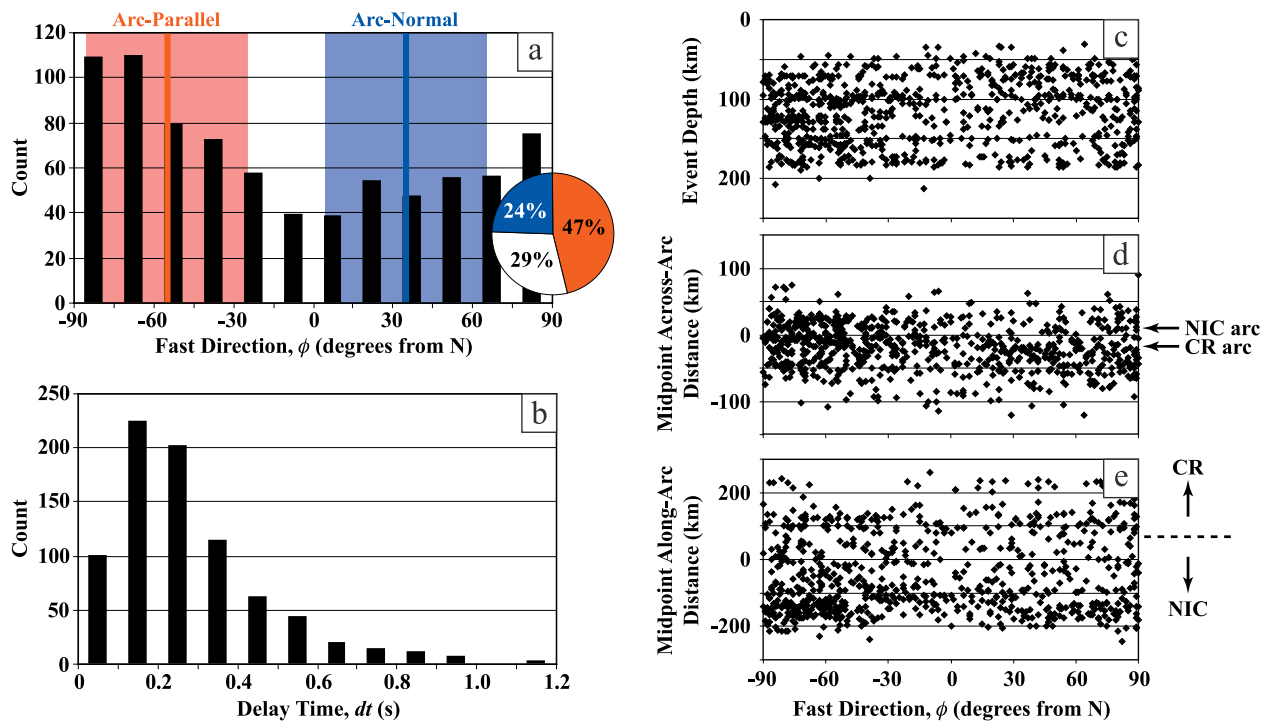 Arc-Parallel
Arc-Normal
a
120
100
80
60
40
20
0
Count
-90
-60
-30
0
30
60
90
Fast Direction, ϕ (degrees from N)
24%
47%
29%
b
250
200
150
100
50
0
Count
0
0.2
0.4
0.6
0.8
1.0
1.2
Delay Time, dt (s)
c
0
100
200
Event Depth (km)
d
100
0
-100
Midpoint Across-Arc
Distance (km)
NIC arc
CR arc
e
200
0
-200
Midpoint Along-Arc
Distance (km)
CR
NIC
-90
-60
-30
0
30
60
90
Fast Direction, ϕ (degrees from N)